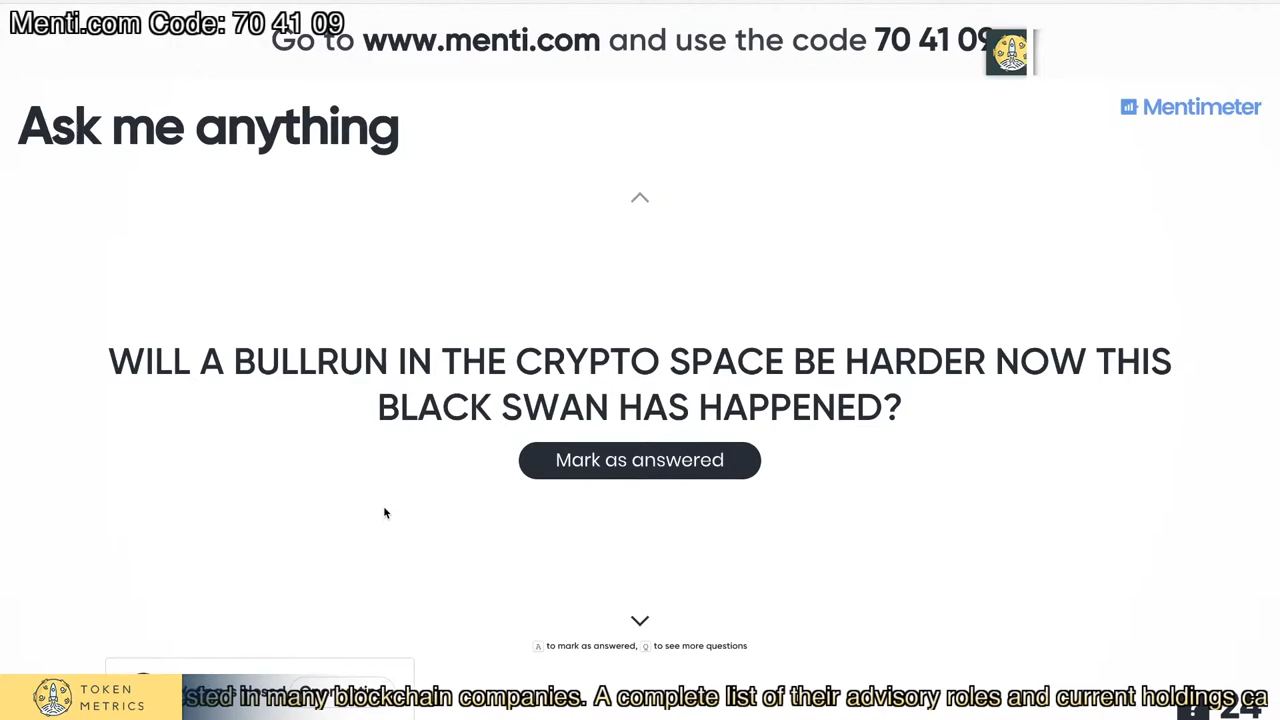 Menti.com Code: 70 41 09
Go to www.menti.com and use the code 70 41 09
Ask me anything
Mentimeter
WILL A BULLRUN IN THE CRYPTO SPACE BE HARDER NOW THIS
BLACK SWAN HAS HAPPENED?
Mark as answered
A to mark as answered, Q to see more questions
TOKEN
METRICS
sted in many blockchain companies. A complete list of their advisory roles and current holdings ca
? 24